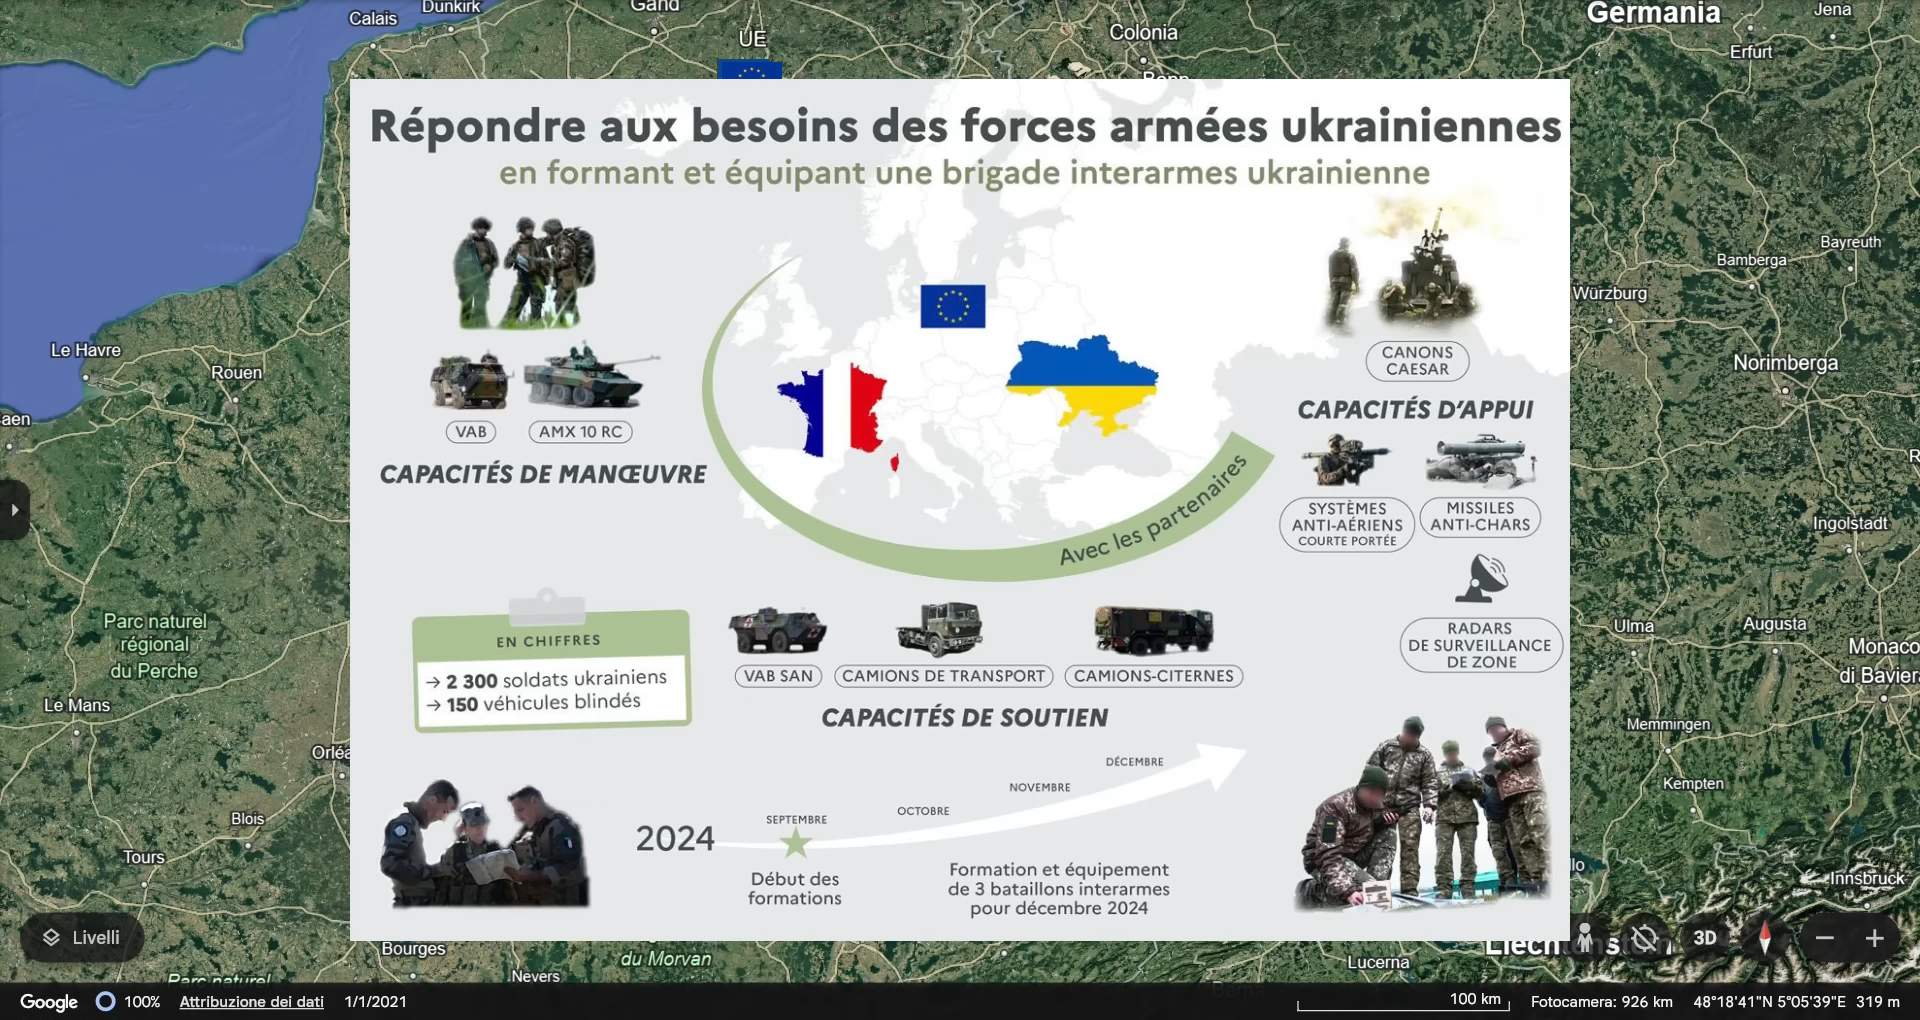 Calais
Dunkirk
Gand
UE
Colonia
Germania
Jena
Erfurt
Répondre aux besoins des forces armées ukrainiennes
en formant et équipant une brigade interarmes ukrainienne
Bayreuth
Bamberga
Würzburg
Le Havre
Rouen
Norimberga
CANONS
CAESAR
CAPACITÉS D'APPUI
VAB
AMX 10 RC
CAPACITÉS DE MANŒUVRE
Avec les partenaires
SYSTÈMES
ANTI-AÉRIENS
COURTE PORTÉE
MISSILES
ANTI-CHARS
Ingolstadt
RADARS
DE SURVEILLANCE
DE ZONE
Parc naturel
régional
du Perche
Le Mans
EN CHIFFRES
→ 2 300 soldats ukrainiens
→ 150 véhicules blindés
VAB SAN
CAMIONS DE TRANSPORT
CAMIONS-CITERNES
CAPACITÉS DE SOUTIEN
Ulma
Augusta
Monaco
di Bavier
Memmingen
Kempten
Innsbruck
Orléa
Blois
Tours
2024
SEPTEMBRE
OCTOBRE
NOVEMBRE
DÉCEMBRE
Début des
formations
Formation et équipement
de 3 bataillons interarmes
pour décembre 2024
Livelli
Bourges
Parc naturel
Nevers
du Morvan
Lucerna
Liechtenstein
3D
Google
100%
Attribuzione dei dati
1/1/2021
100 km
Fotocamera: 926 km
48°18'41"N 5°05'39"E
319 m